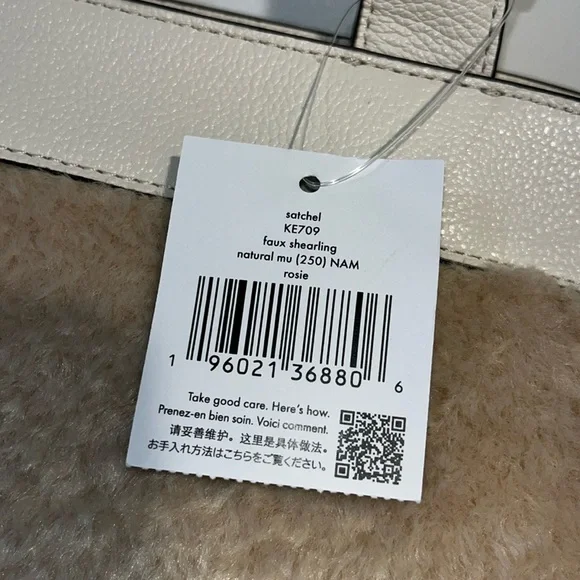 satchel
KE709
faux shearling
natural mu (250) NAM
rosie
1 96021 36880 6
Take good care. Here's how.
Prenez-en bien soin. Voici comment.
请妥善维护。这里是具体做法。
お手入れ方法はこちらをご覧ください。